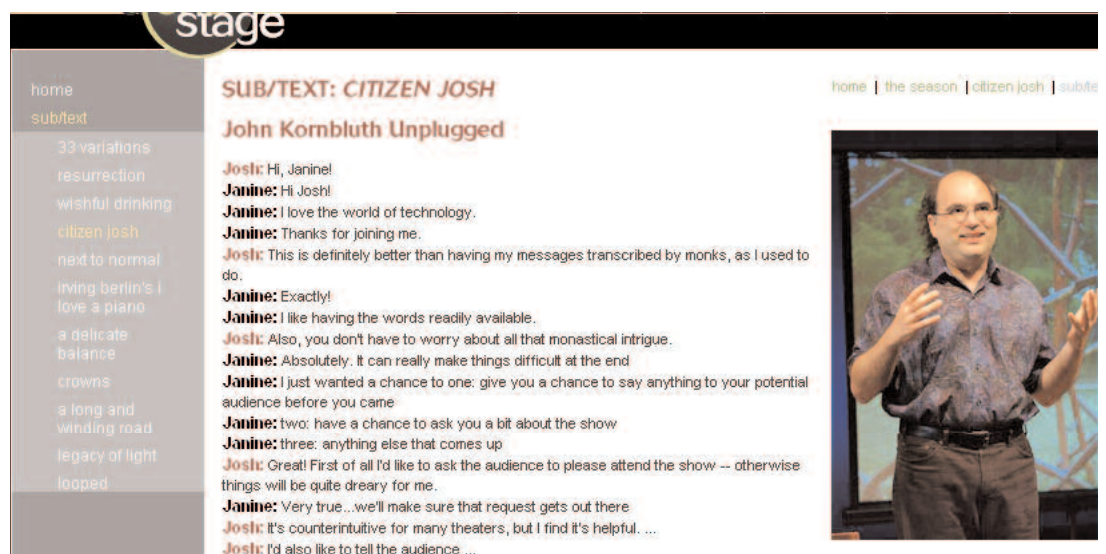 stage
home
sub/text
33 variations
resurrection
wishful drinking
citizen josh
next to normal
irving berlin's i
love a piano
a delicate
balance
crowns
a long and
winding road
legacy of light
looped
SUB/TEXT: CITIZEN JOSH
John Kornbluth Unplugged
Josh: Hi, Janine!
Janine: Hi Josh!
Janine: I love the world of technology.
Janine: Thanks for joining me.
Josh: This is definitely better than having my messages transcribed by monks, as I used to
do.
Janine: Exactly!
Janine: I like having the words readily available.
Josh: Also, you don't have to worry about all that monastical intrigue.
Janine: Absolutely. It can really make things difficult at the end
Janine: I just wanted a chance to one: give you a chance to say anything to your potential
audience before you came
Janine: two: have a chance to ask you a bit about the show
Janine: three: anything else that comes up
Josh: Great! First of all I'd like to ask the audience to please attend the show -- otherwise
things will be quite dreary for me.
Janine: Very true...we'll make sure that request gets out there
Josh: It's counterintuitive for many theaters, but I find it's helpful. ...
Josh: I'd also like to tell the audience ...
home | the season | citizen josh | sub/te